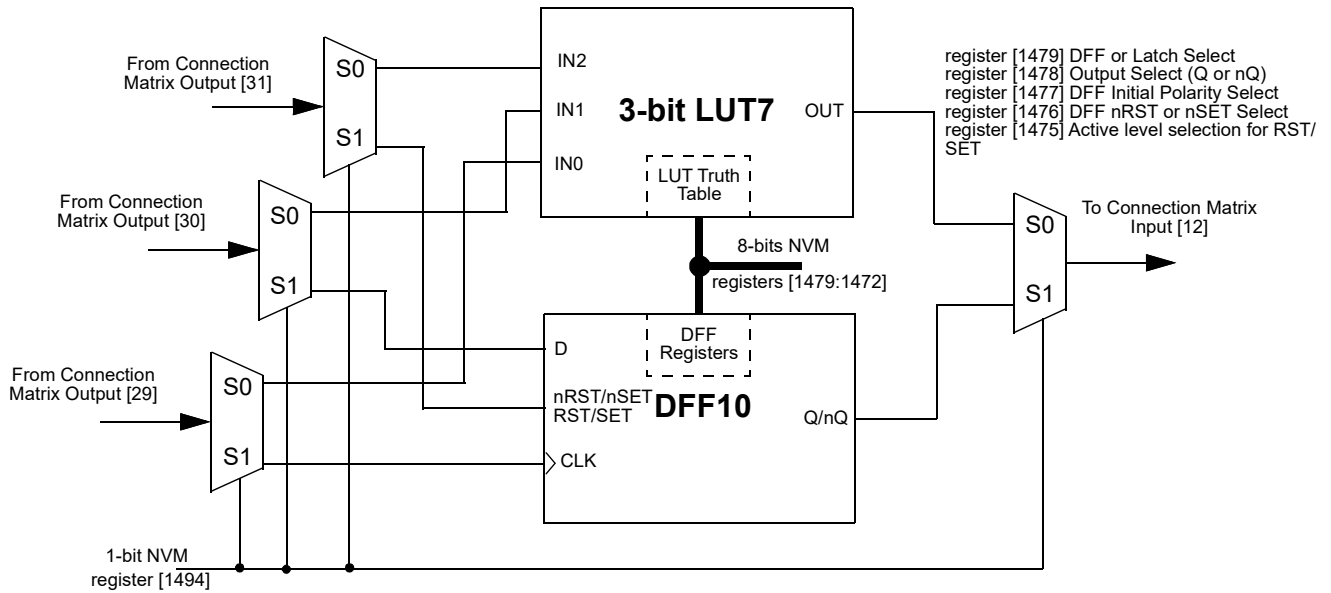 From Connection
Matrix Output [31]
S0
S1
From Connection
Matrix Output [30]
S0
S1
From Connection
Matrix Output [29]
S0
S1
1-bit NVM
register [1494]
IN2
IN1
IN0
3-bit LUT7
OUT
LUT Truth
Table
8-bits NVM
registers [1479:1472]
DFF
Registers
D
nRST/nSET
RST/SET
DFF10
Q/nQ
CLK
register [1479] DFF or Latch Select
register [1478] Output Select (Q or nQ)
register [1477] DFF Initial Polarity Select
register [1476] DFF nRST or nSET Select
register [1475] Active level selection for RST/
SET
S0
S1
To Connection Matrix
Input [12]